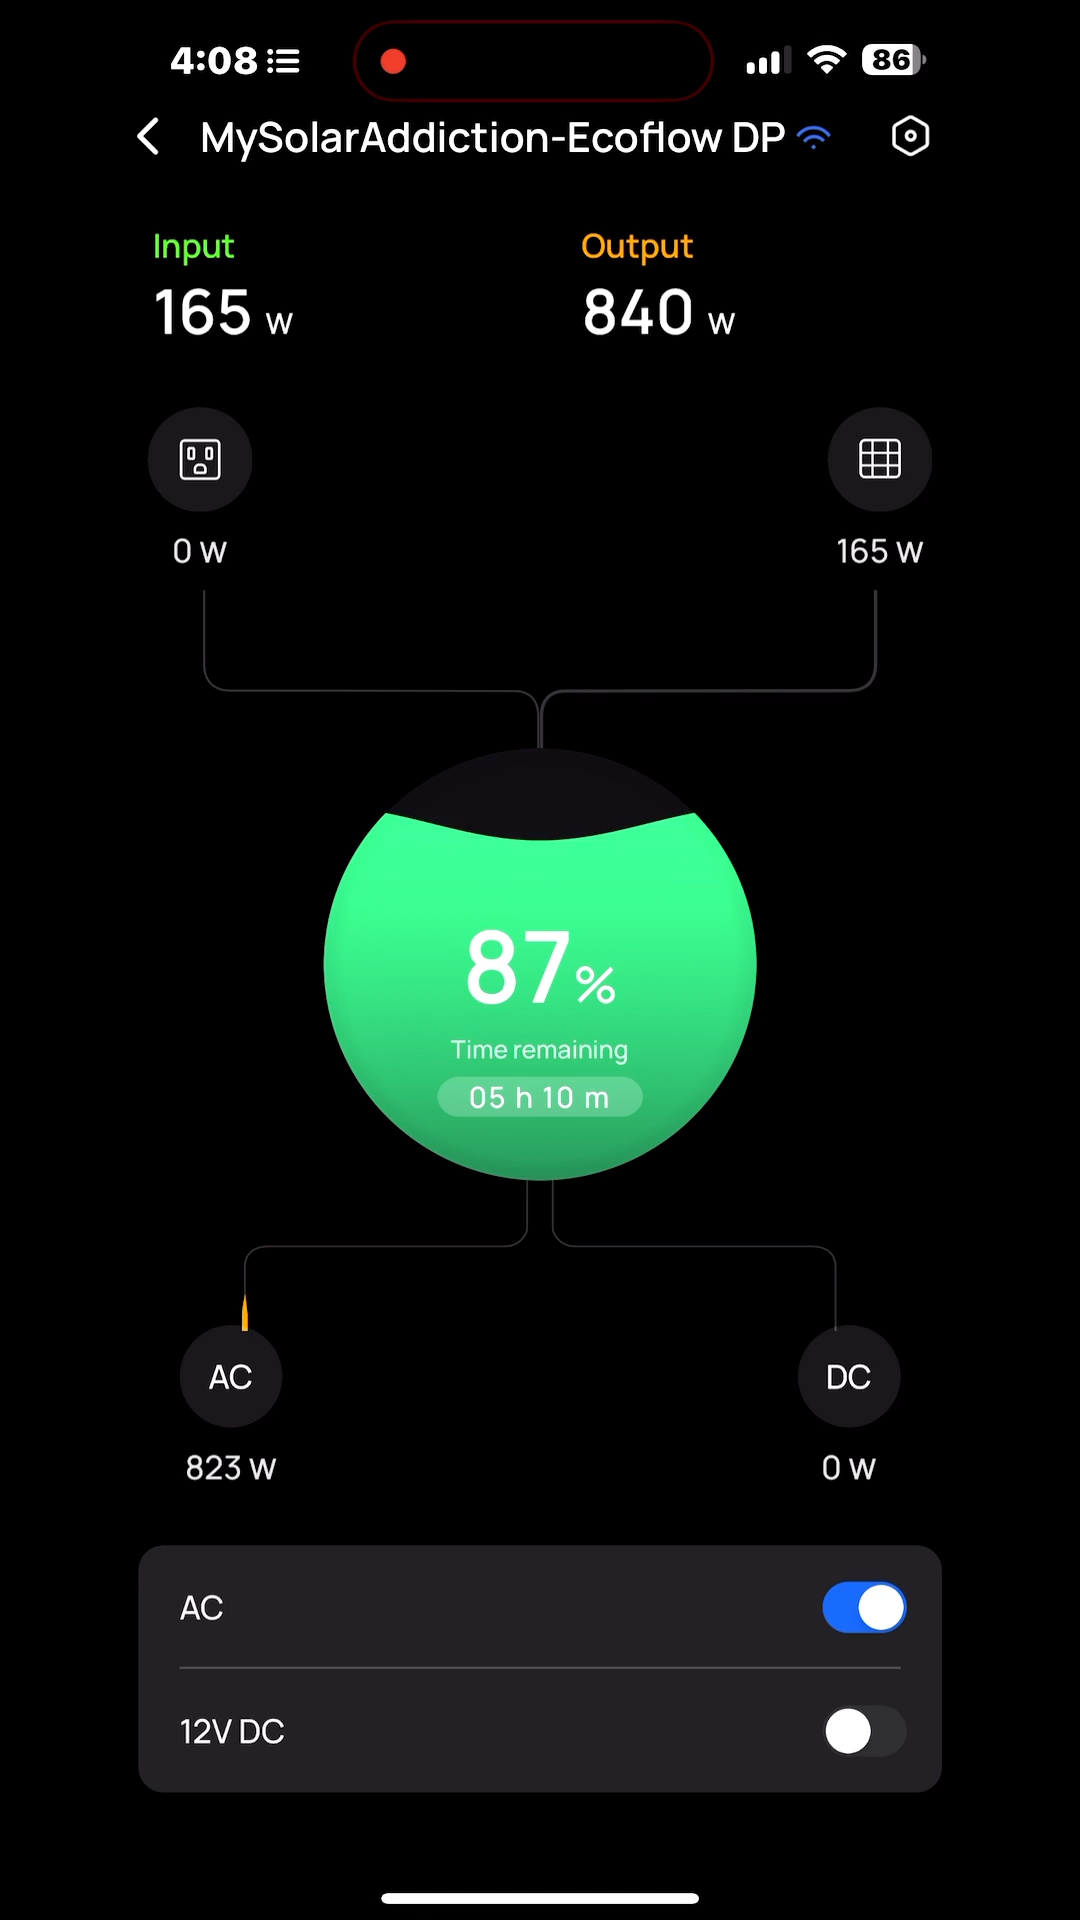 4:08 86
MySolarAddiction-Ecoflow DP
Input Output
165 W 840 W
0 W 165 W
87%
Time remaining
05 h 10 m
AC DC
823 W 0 W
AC
12V DC